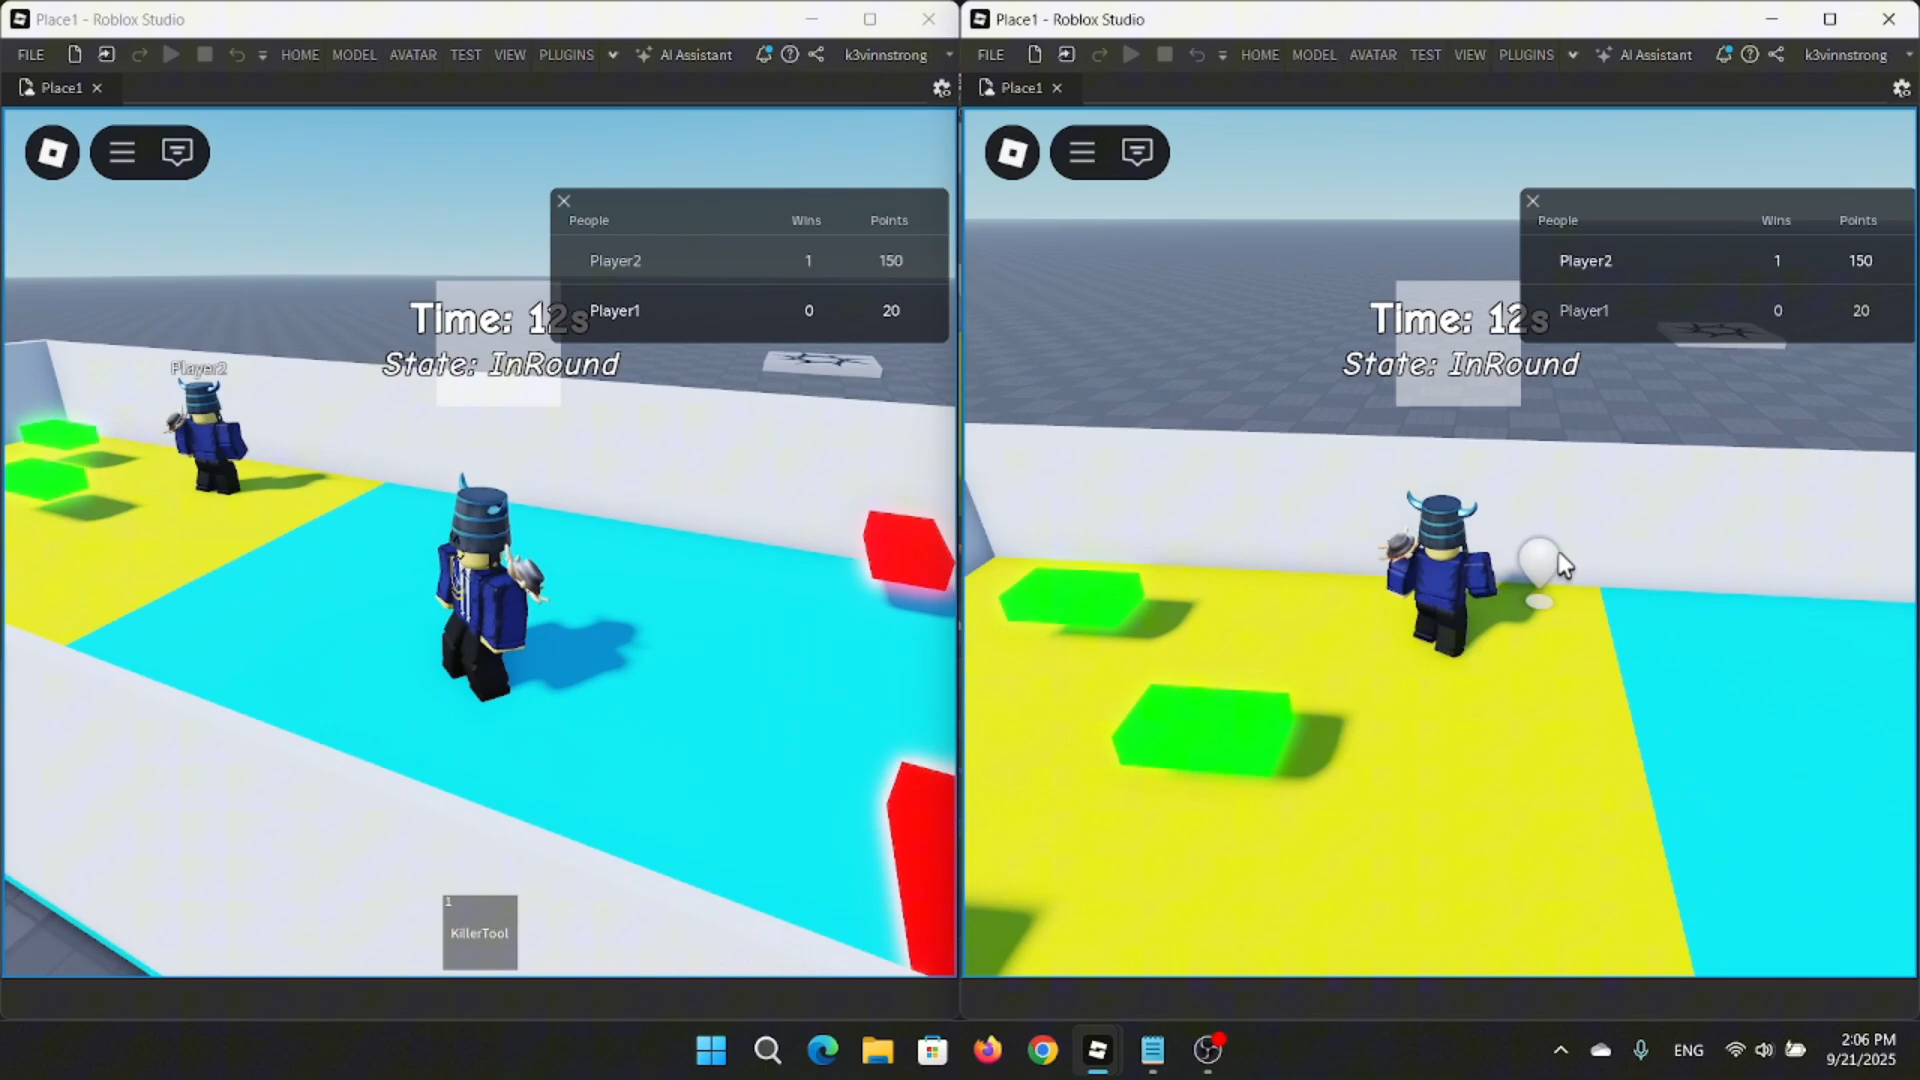 Place1 - Roblox Studio
FILE HOME MODEL AVATAR TEST VIEW PLUGINS AI Assistant k3vinnstrong
Place1
People Wins Points
Player2 1 150
Player1 0 20
Time: 12s
State: InRound
Player2
1
KillerTool
Place1 - Roblox Studio
FILE HOME MODEL AVATAR TEST VIEW PLUGINS AI Assistant k3vinnstrong
Place1
People Wins Points
Player2 1 150
Player1 0 20
Time: 12s
State: InRound
ENG
2:06 PM
9/21/2025